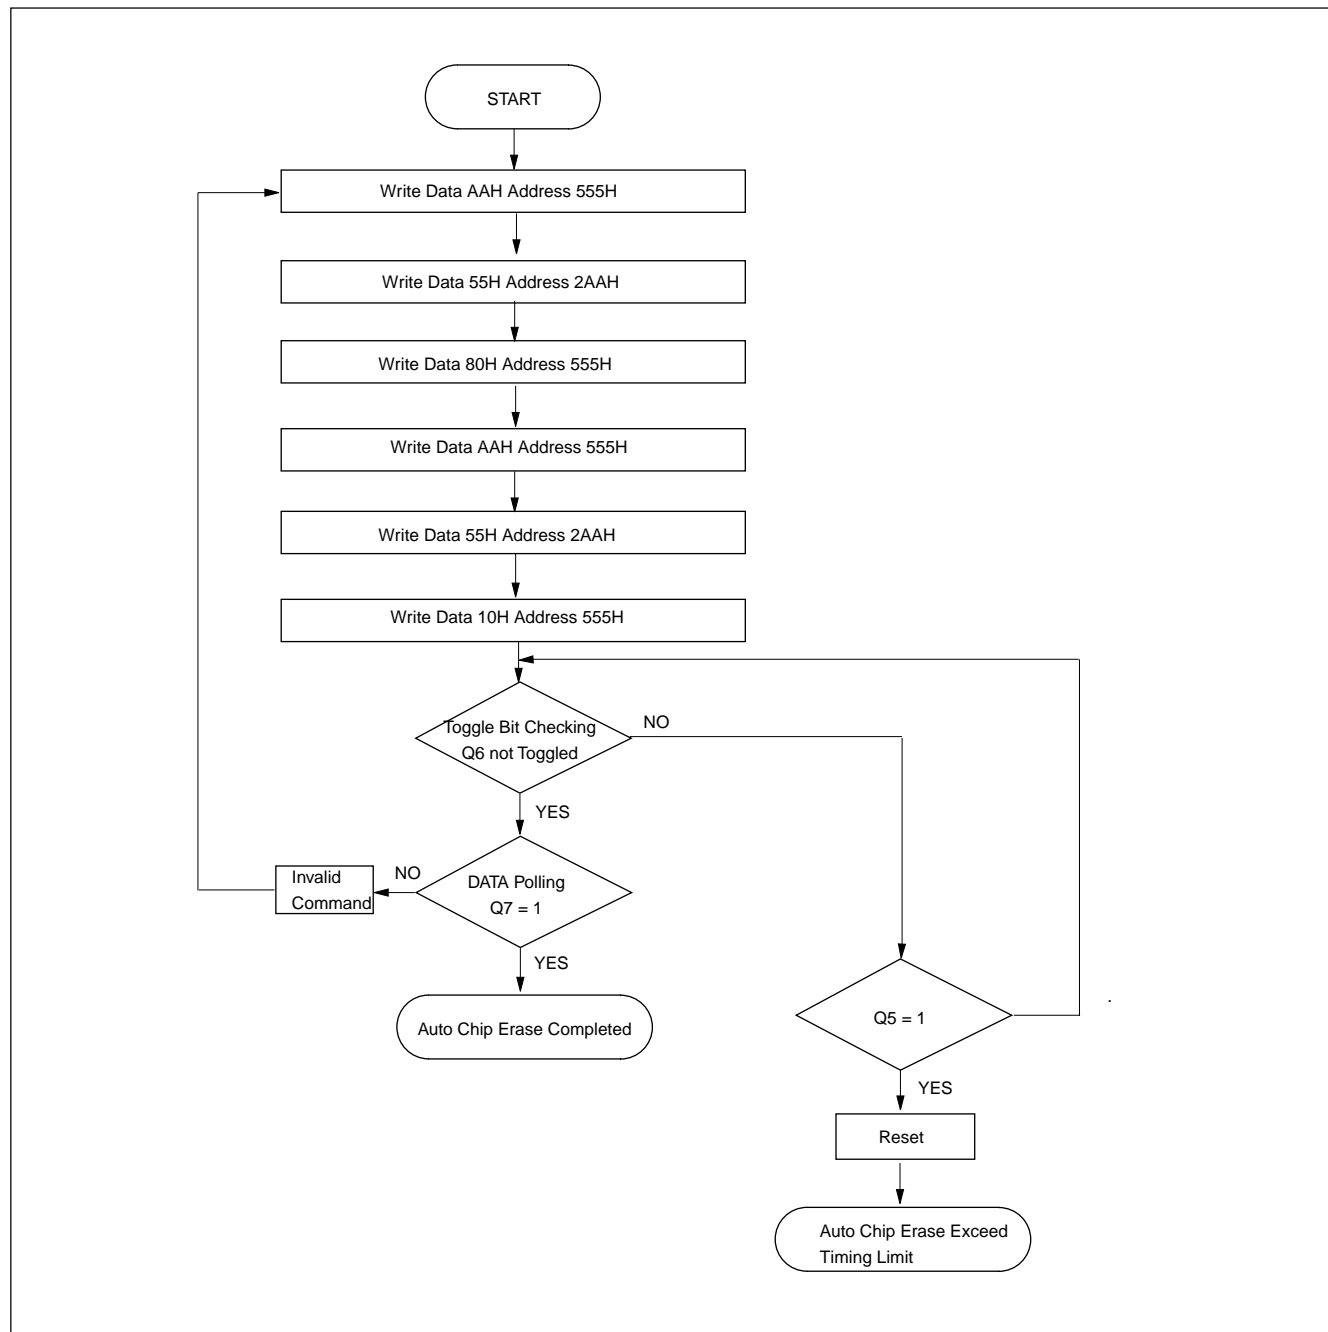 START
Write Data AAH Address 555H
Write Data 55H Address 2AAH
Write Data 80H Address 555H
Write Data AAH Address 555H
Write Data 55H Address 2AAH
Write Data 10H Address 555H
Toggle Bit Checking
Q6 not Toggled
NO
YES
Invalid
Command
NO
DATA Polling
Q7 = 1
YES
Auto Chip Erase Completed
Q5 = 1
.
YES
Reset
Auto Chip Erase Exceed
Timing Limit